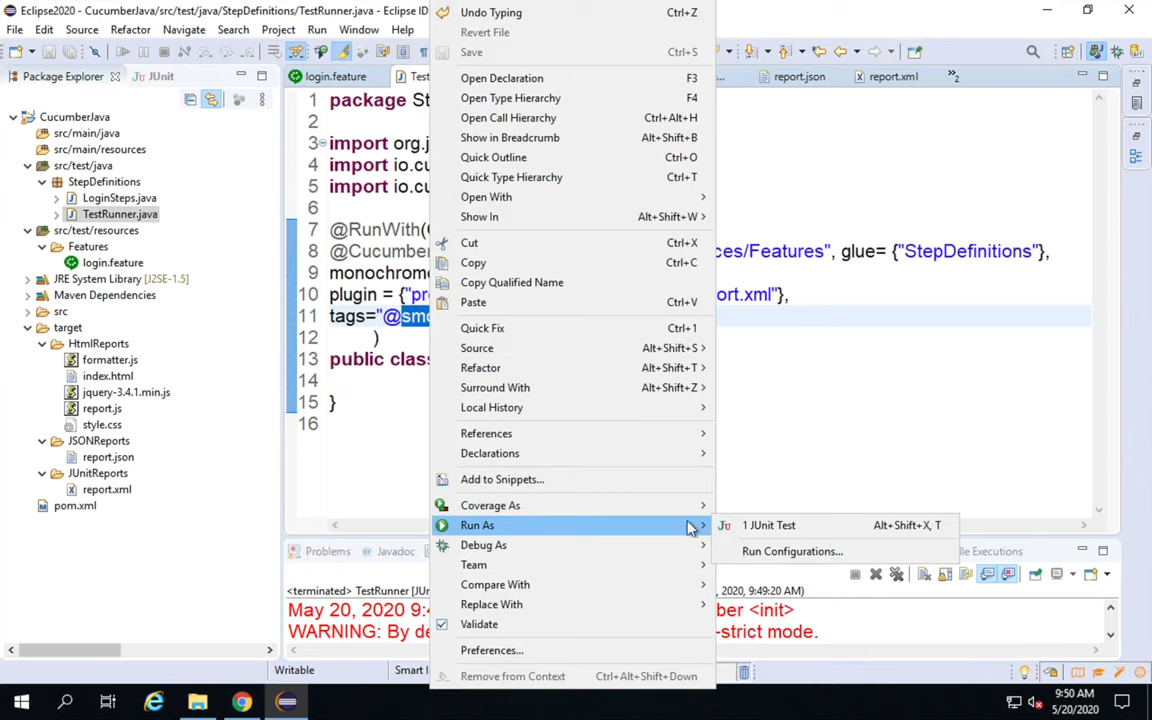 Eclipse2020 - CucumberJava/src/test/java/StepDefinitions/TestRunner.java - Eclipse ID
File Edit Source Refactor Navigate Search Project Run Window Help
Package Explorer JUnit
CucumberJava
src/main/java
src/main/resources
src/test/java
StepDefinitions
LoginSteps.java
TestRunner.java
src/test/resources
Features
login.feature
JRE System Library [J2SE-1.5]
Maven Dependencies
src
target
HtmlReports
formatter.js
index.html
jquery-3.4.1.min.js
report.js
style.css
JSONReports
report.json
JUnitReports
report.xml
pom.xml
login.feature Tes ... report.json report.xml »2
1 package St
2
3 import org.j
4 import io.cu
5 import io.cu
6
7 @RunWith(
8 @Cucumber ces/Features", glue= {"StepDefinitions"},
9 monochrome
10 plugin = {"pr ort.xml"},
11 tags="@smo
12 )
13 public class
14
15 }
16
Undo Typing Ctrl+Z
Revert File
Save Ctrl+S
Open Declaration F3
Open Type Hierarchy F4
Open Call Hierarchy Ctrl+Alt+H
Show in Breadcrumb Alt+Shift+B
Quick Outline Ctrl+O
Quick Type Hierarchy Ctrl+T
Open With
Show In Alt+Shift+W
Cut Ctrl+X
Copy Ctrl+C
Copy Qualified Name
Paste Ctrl+V
Quick Fix Ctrl+1
Source Alt+Shift+S
Refactor Alt+Shift+T
Surround With Alt+Shift+Z
Local History
References
Declarations
Add to Snippets...
Coverage As
Run As
Debug As
Team
Compare With
Replace With
Validate
Preferences...
Remove from Context Ctrl+Alt+Shift+Down
1 JUnit Test Alt+Shift+X, T
Run Configurations...
Problems Javadoc le Executions
<terminated> TestRunner [JU , 2020, 9:49:20 AM)
May 20, 2020 9:4 ber <init>
WARNING: By de -strict mode.
Writable Smart I
9:50 AM
5/20/2020